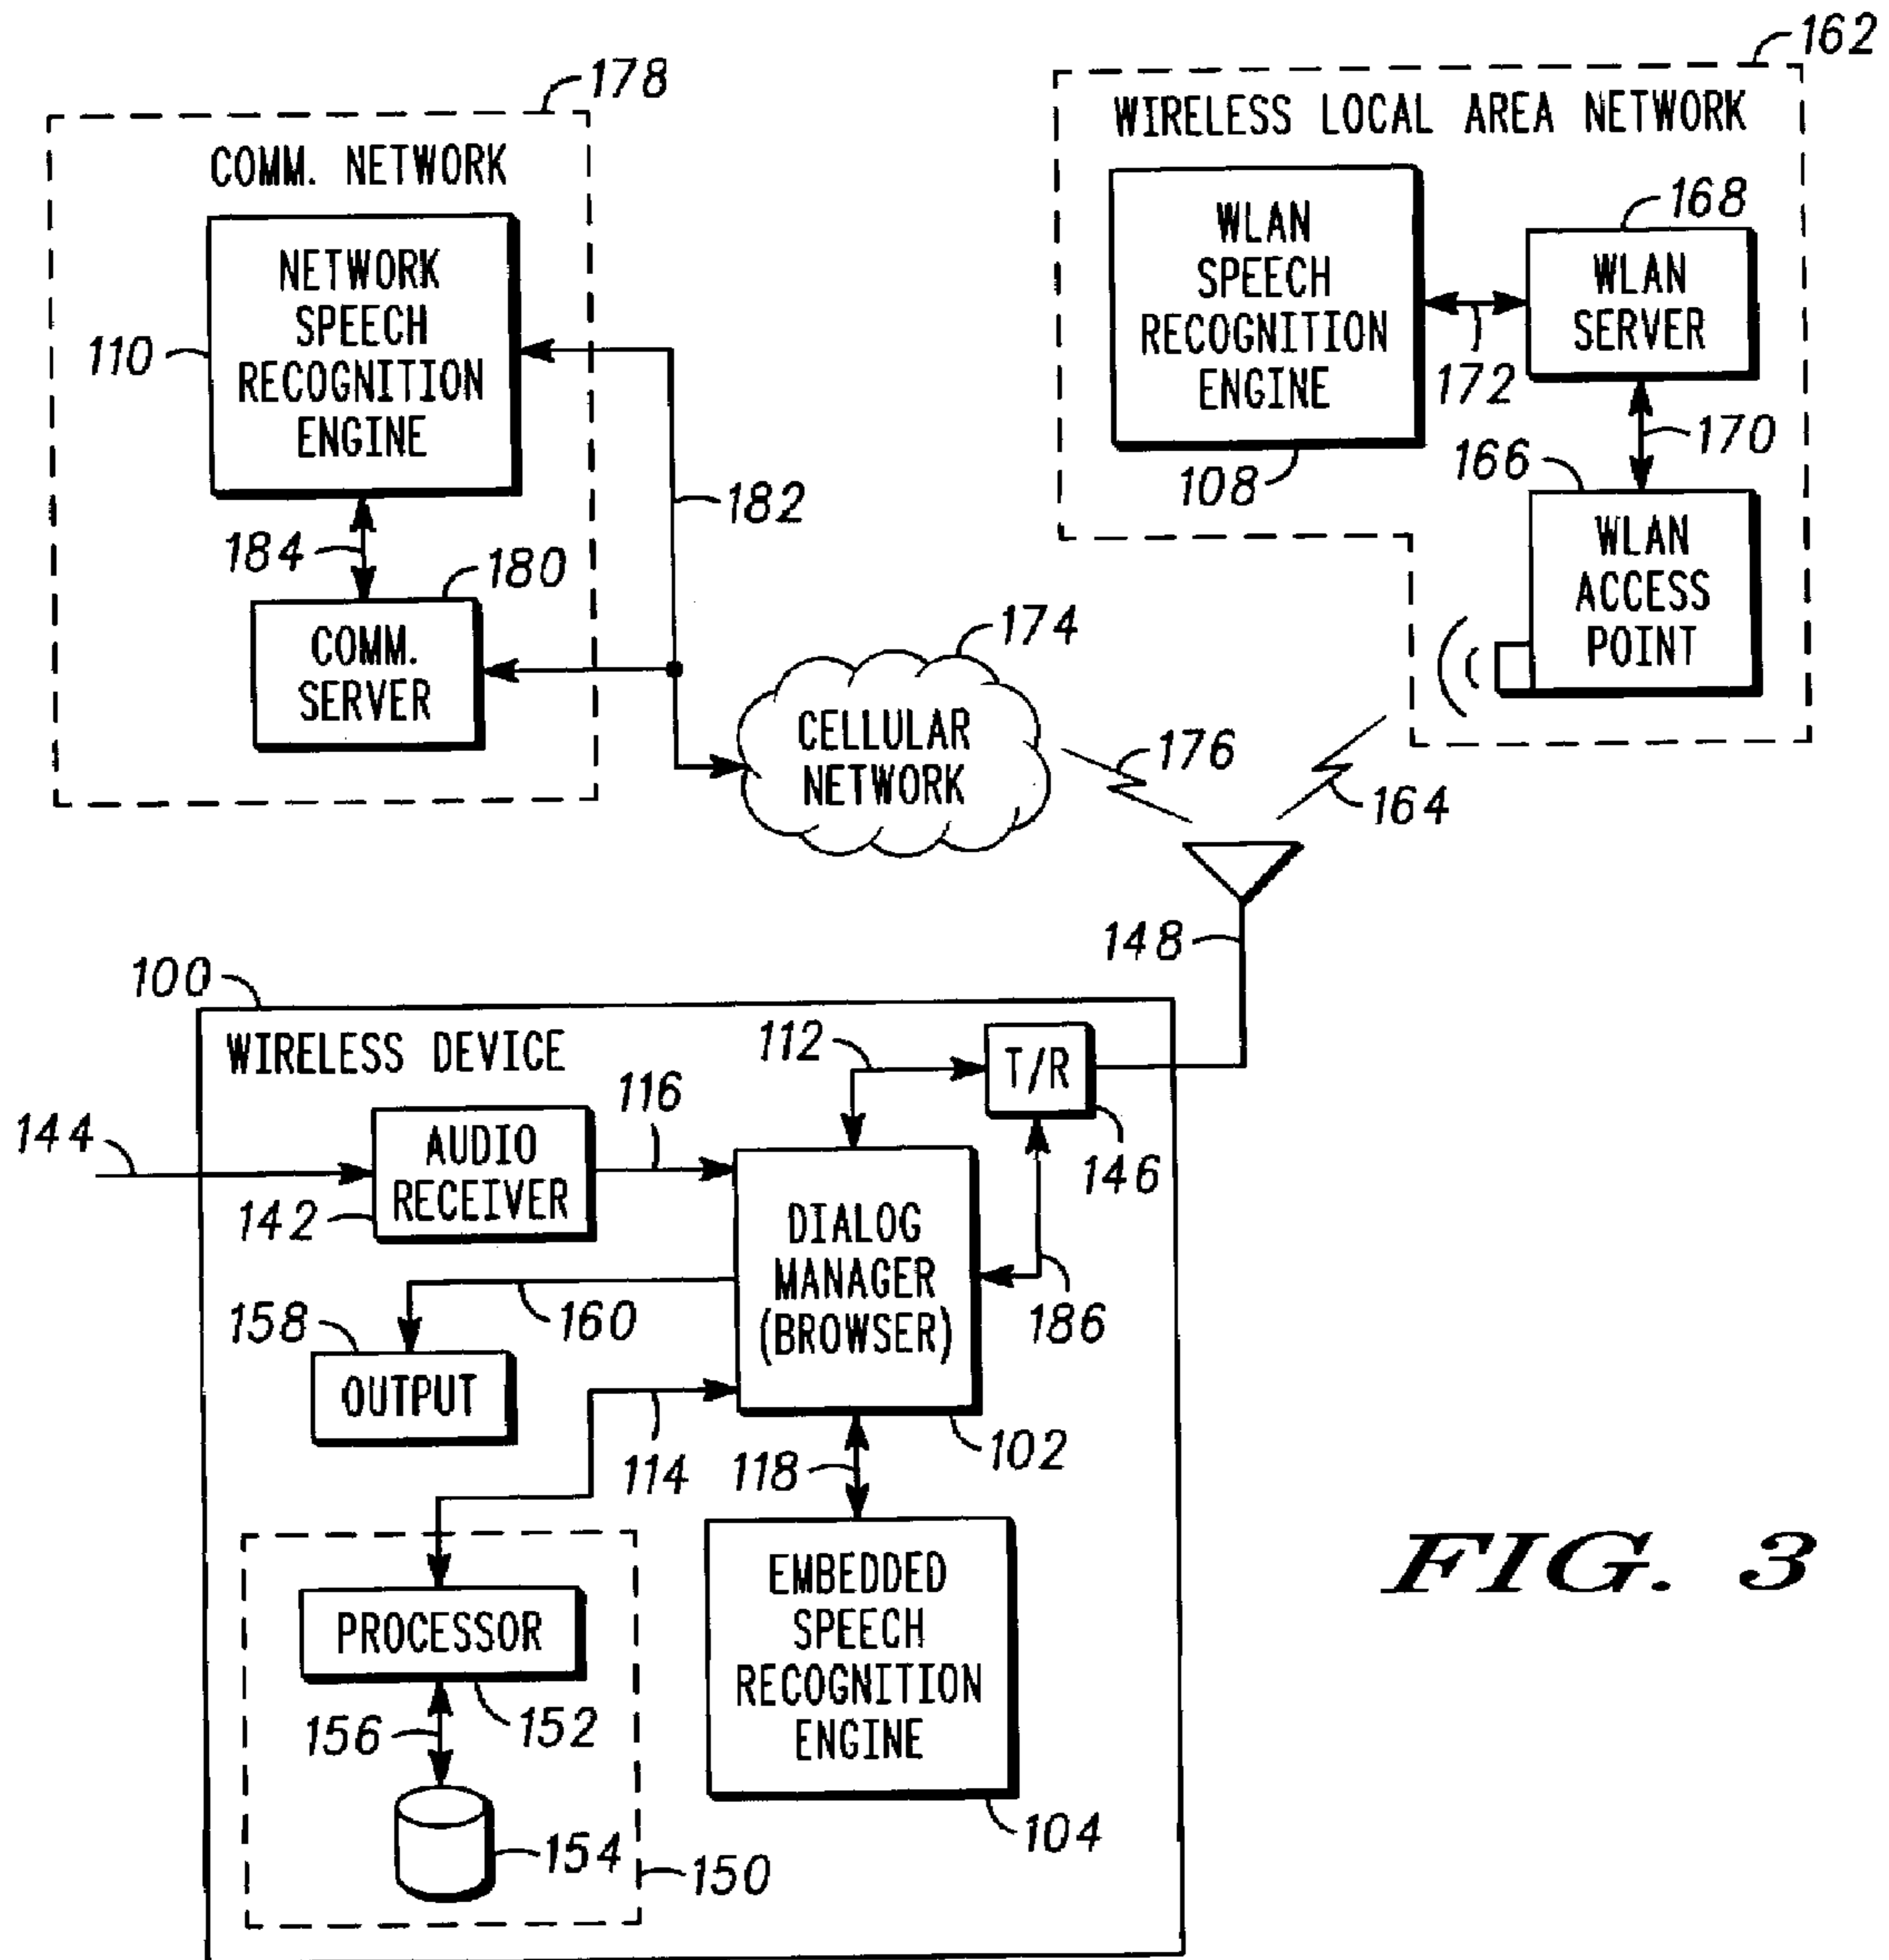 162
178
WIRELESS LOCAL AREA NETWORK
COMM. NETWORK
168
WLAN
SPEECH
RECOGNITION
ENGINE
WLAN
SERVER
NETWORK
SPEECH
RECOGNITION
ENGINE
110
172
170
166
108
182
184
180
WLAN
ACCESS
POINT
COMM.
SERVER
174
CELLULAR
NETWORK
176
164
148
100
WIRELESS DEVICE
112
T/R
116
144
AUDIO
RECEIVER
146
142
DIALOG
MANAGER
(BROWSER)
158
160
186
OUTPUT
114
118
102
EMBEDDED
SPEECH
RECOGNITION
ENGINE
FIG. 3
PROCESSOR
156
152
104
154
150